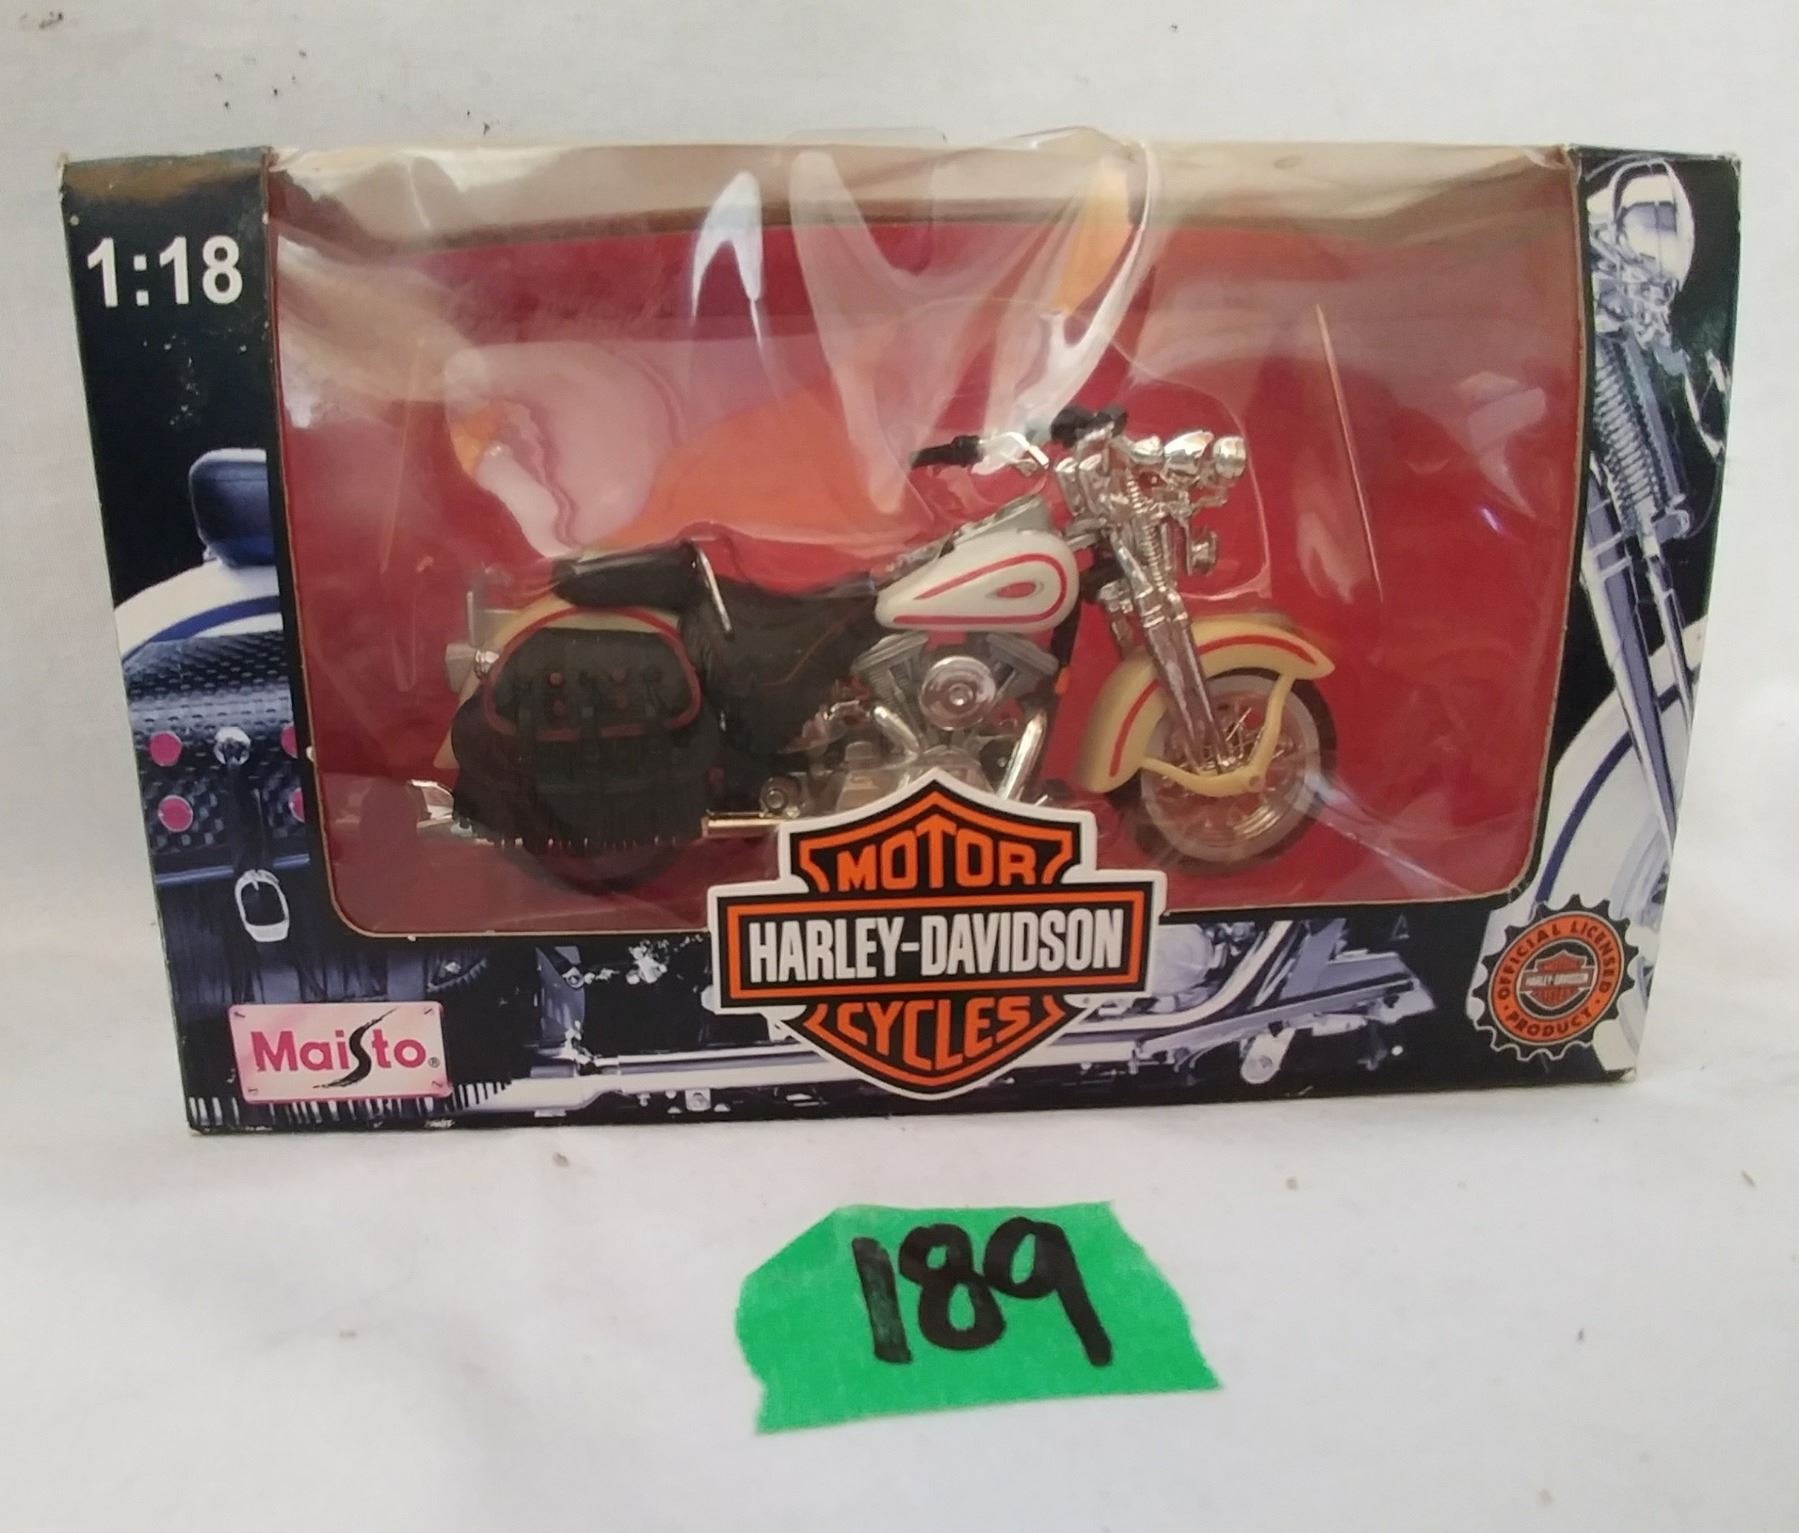 1:18
MOTOR
HARLEY-DAVIDSON
CYCLES
Maisto®
OFFICIAL LICENSED
PRODUCT
HARLEY-DAVIDSON
189